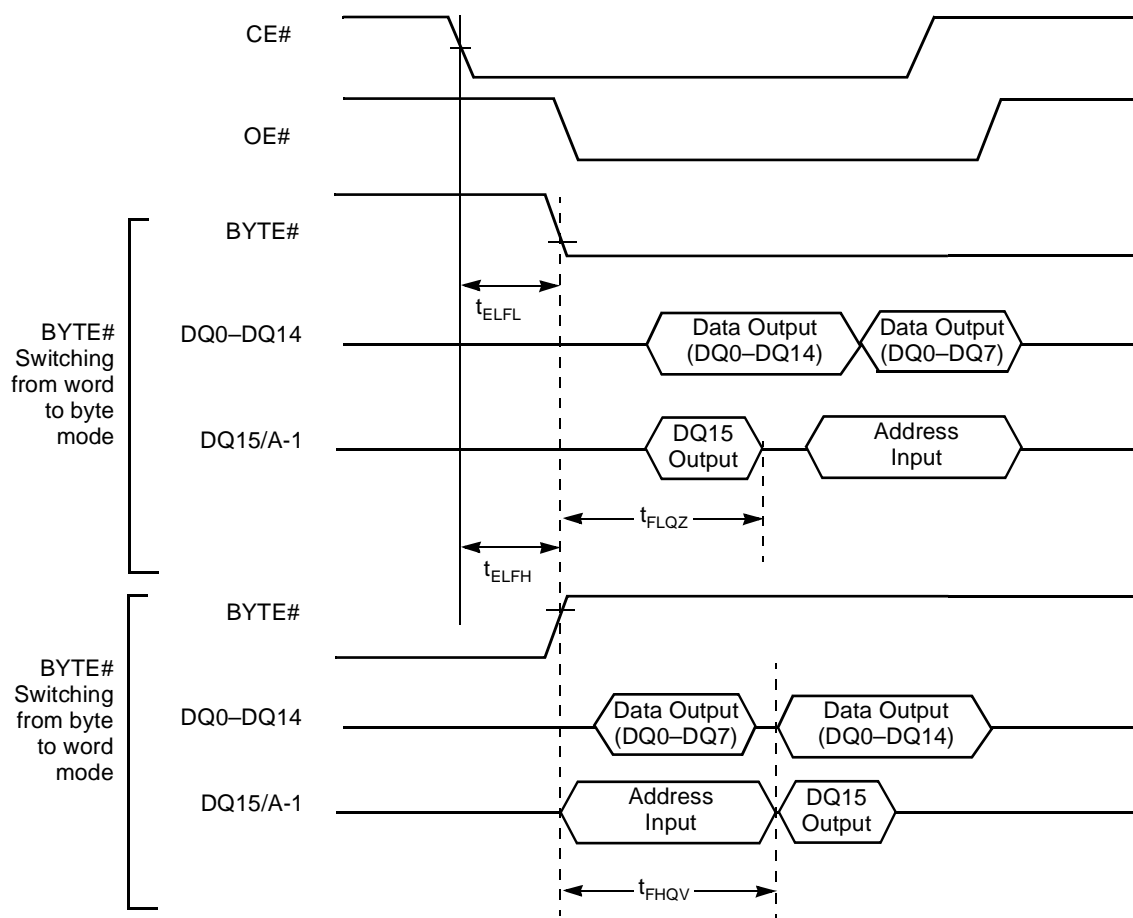 CE#
OE#
BYTE#
tELFL
BYTE#
Switching
from word
to byte
mode
DQ0–DQ14
Data Output
(DQ0–DQ14)
Data Output
(DQ0–DQ7)
DQ15/A-1
DQ15
Output
Address
Input
tFLQZ
tELFH
BYTE#
BYTE#
Switching
from byte
to word
mode
DQ0–DQ14
Data Output
(DQ0–DQ7)
Data Output
(DQ0–DQ14)
DQ15/A-1
Address
Input
DQ15
Output
tFHQV